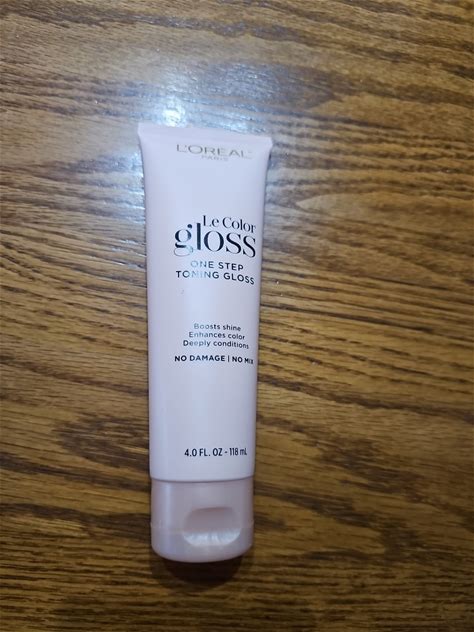 L'ORÉAL
PARIS
Le Color
gloss
ONE STEP
TONING GLOSS
Boosts shine
Enhances color
Deeply conditions
NO DAMAGE | NO MIX
4.0 FL. OZ - 118 mL